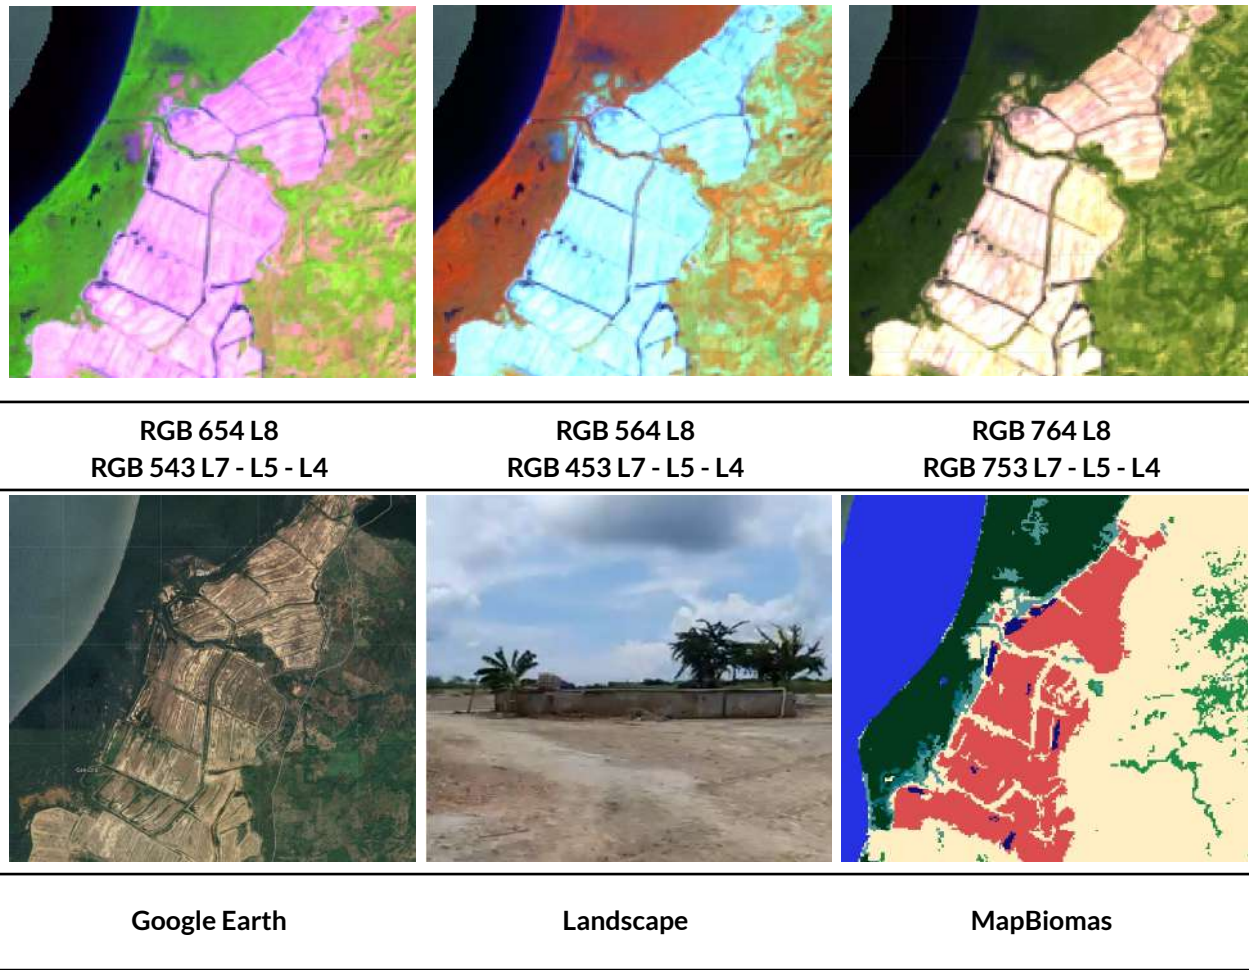 RGB 654 L8
RGB 543 L7 - L5 - L4
RGB 564 L8
RGB 453 L7 - L5 - L4
RGB 764 L8
RGB 753 L7 - L5 - L4
Google Earth
Landscape
MapBiomas